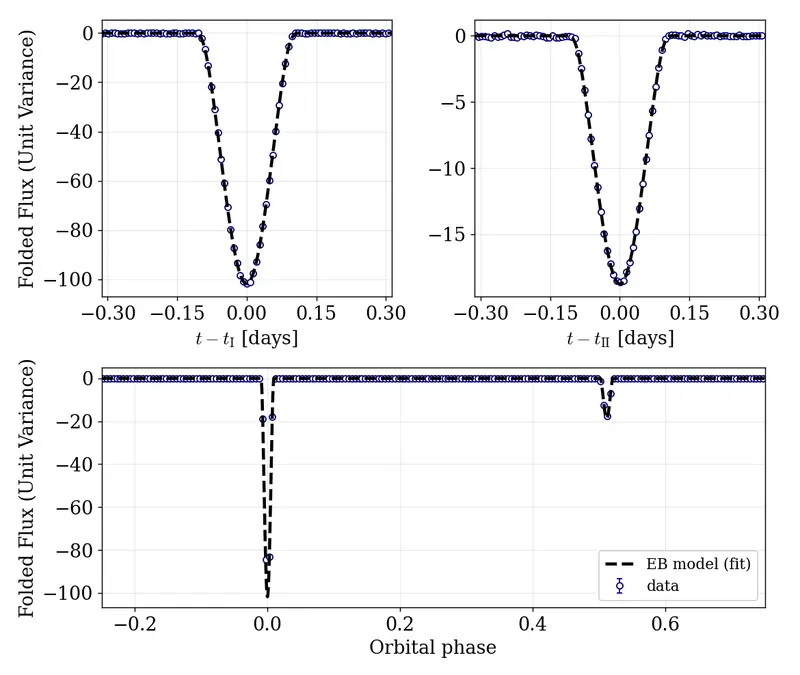 Folded Flux (Unit Variance)
0
−20
−40
−60
−80
−100
−0.30 −0.15 0.00 0.15 0.30
t − tI [days]
0
−5
−10
−15
−0.30 −0.15 0.00 0.15 0.30
t − tII [days]
Folded Flux (Unit Variance)
0
−20
−40
−60
−80
−100
−0.2 0.0 0.2 0.4 0.6
Orbital phase
EB model (fit)
data